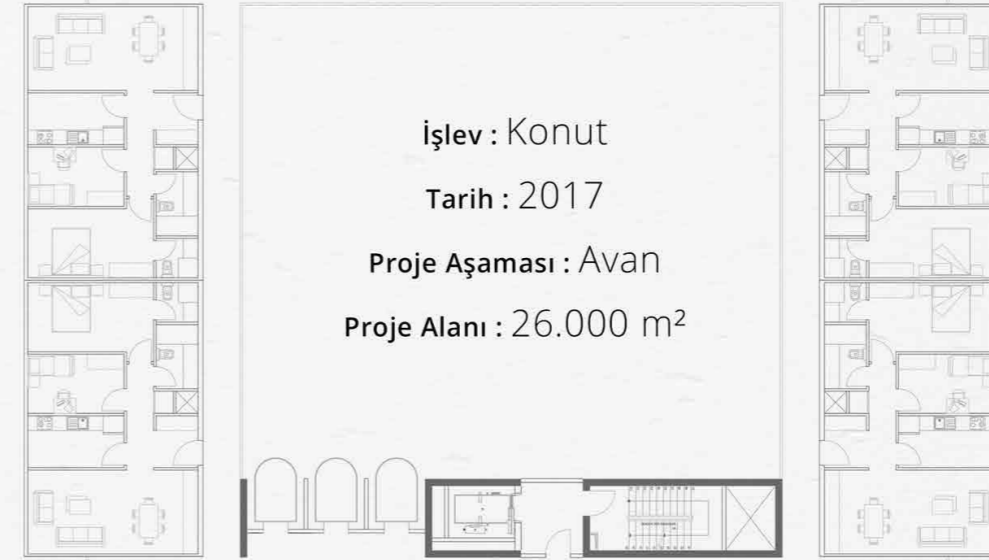 İşlev : Konut
Tarih : 2017
Proje Aşaması : Avan
Proje Alanı : 26.000 m²